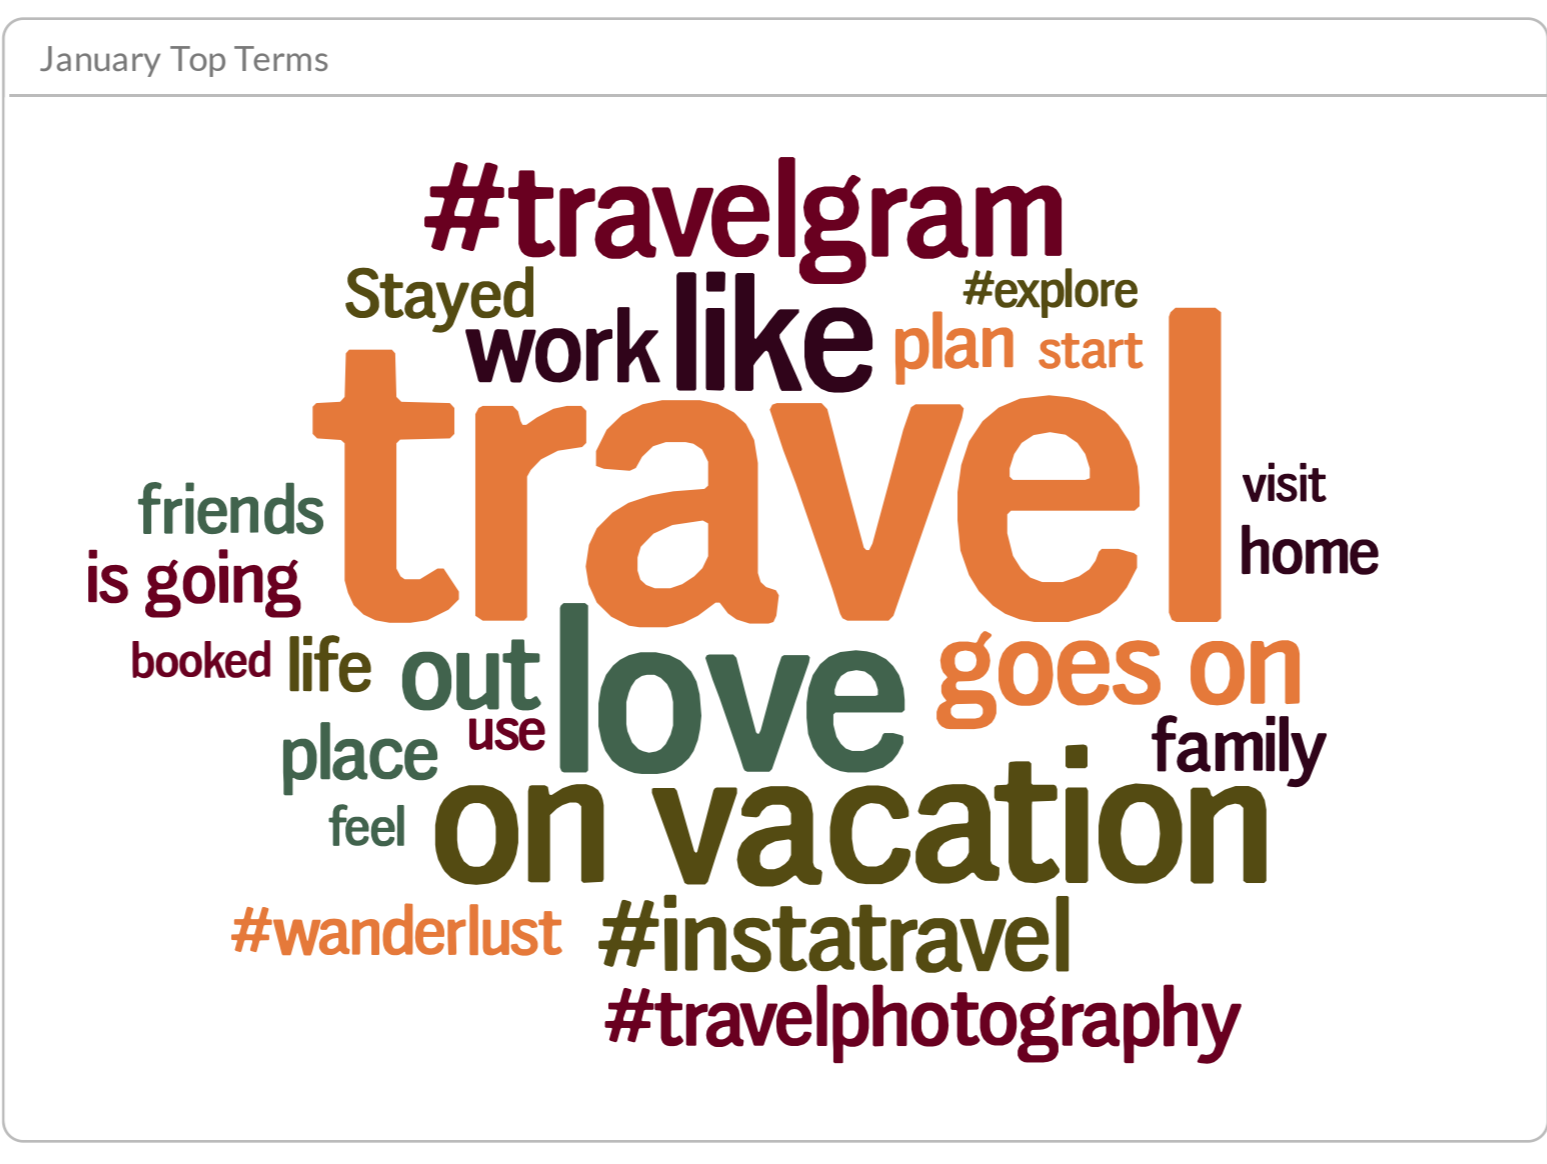 January Top Terms
#travelgram
Stayed
#explore
work
like
plan
start
travel
visit
friends
home
is going
booked
life
out
love
goes on
use
family
place
on vacation
feel
#wanderlust
#instatravel
#travelphotography